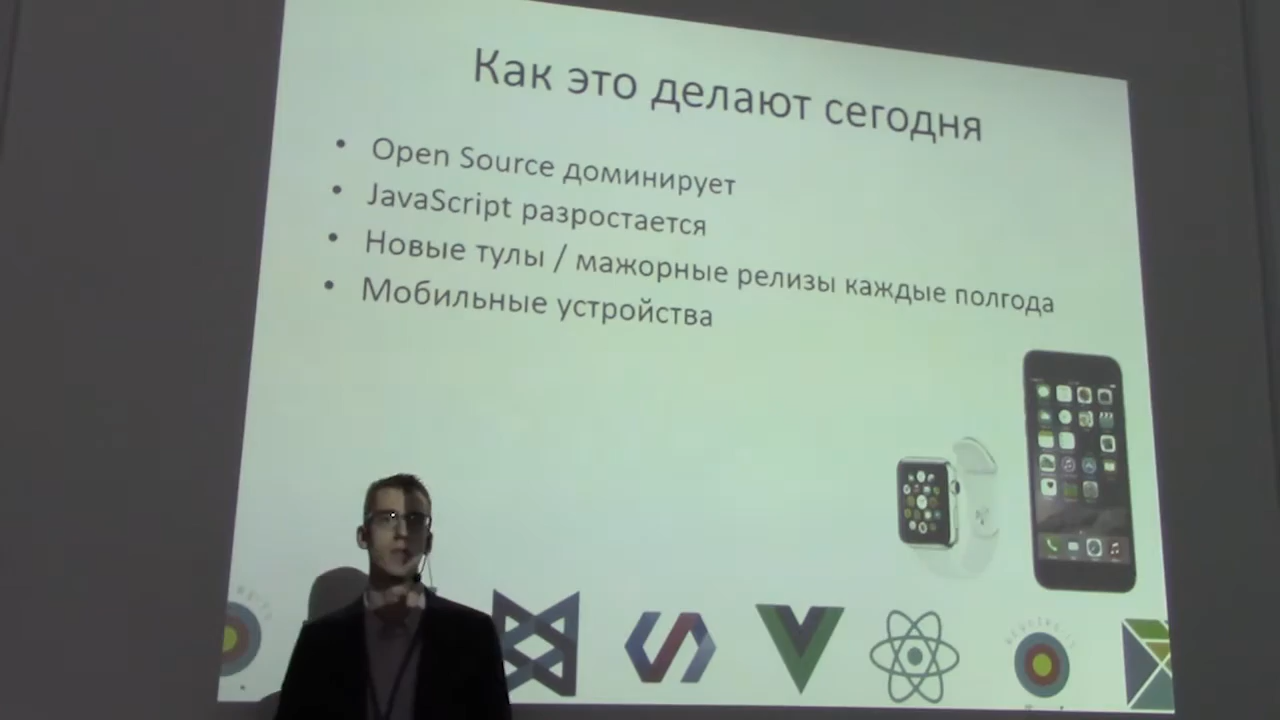 Как это делают сегодня
• Open Source доминирует
• JavaScript разростается
• Новые тулы / мажорные релизы каждые полгода
• Мобильные устройства